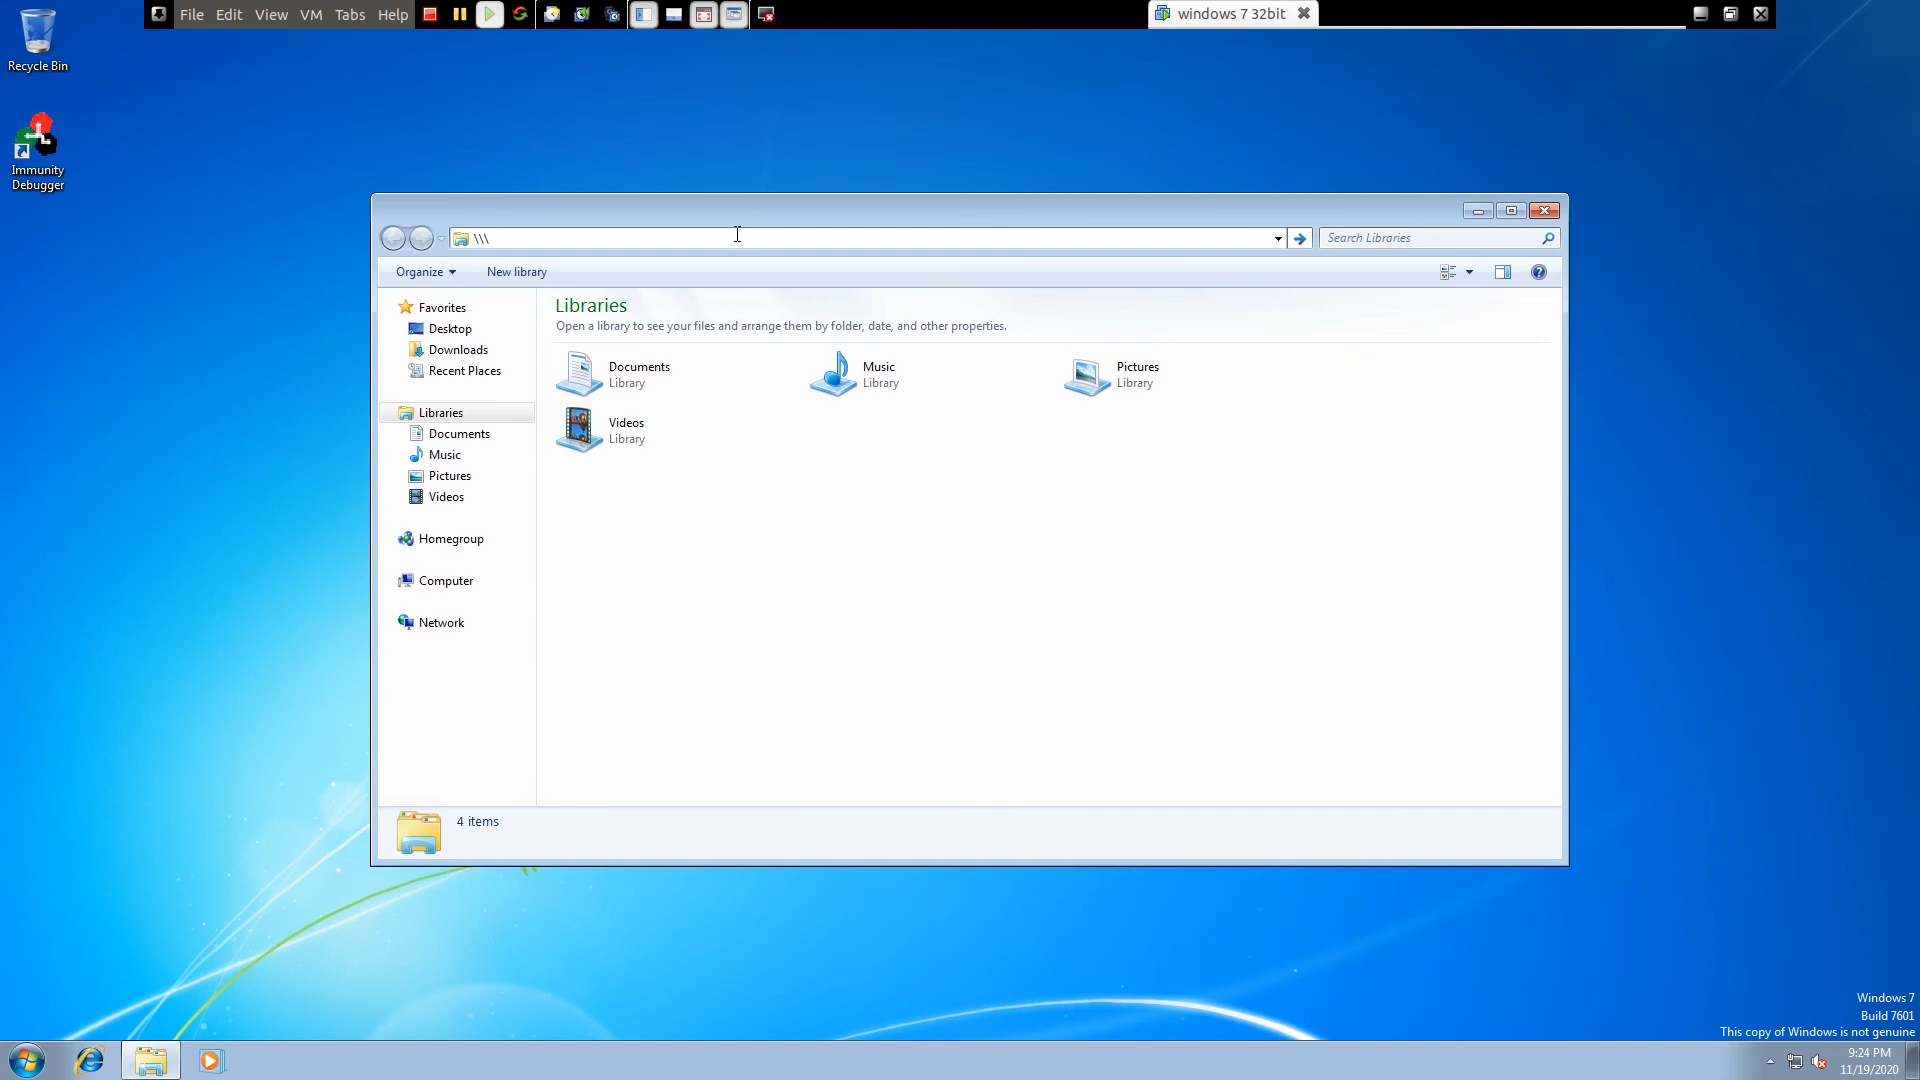 File Edit View VM Tabs Help
windows 7 32bit
Recycle Bin
Immunity
Debugger
\\\
Search Libraries
Organize
New library
Favorites
Desktop
Downloads
Recent Places
Libraries
Documents
Music
Pictures
Videos
Homegroup
Computer
Network
Libraries
Open a library to see your files and arrange them by folder, date, and other properties.
Documents
Library
Music
Library
Pictures
Library
Videos
Library
4 items
Windows 7
Build 7601
This copy of Windows is not genuine
9:24 PM
11/19/2020